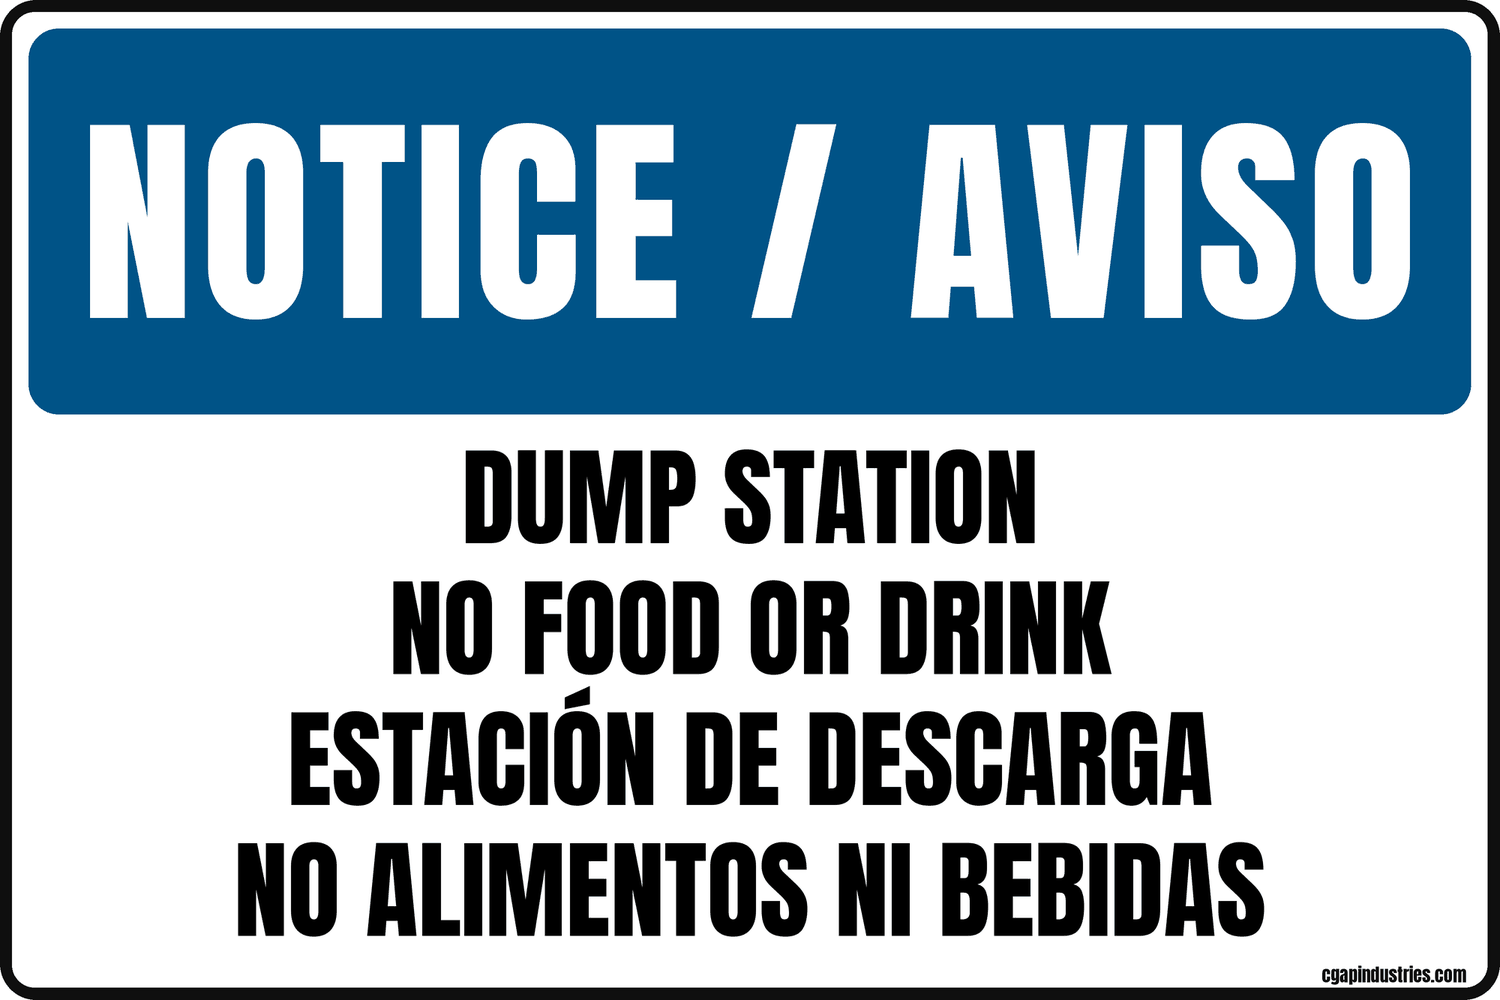 NOTICE / AVISO
DUMP STATION
NO FOOD OR DRINK
ESTACIÓN DE DESCARGA
NO ALIMENTOS NI BEBIDAS
cgapindustries.com